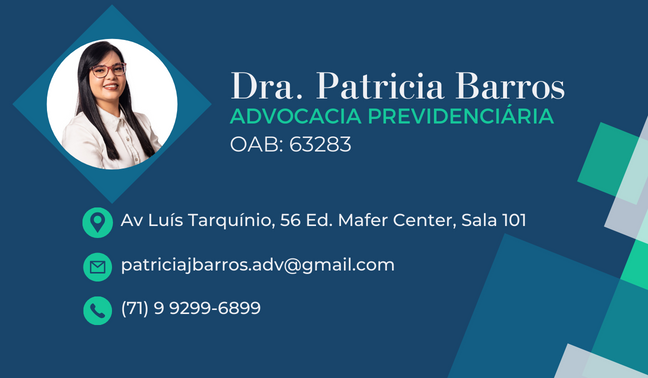 Dra. Patricia Barros
ADVOCACIA PREVIDENCIÁRIA
OAB: 63283
Av Luís Tarquínio, 56 Ed. Mafer Center, Sala 101
patriciajbarros.adv@gmail.com
(71) 9 9299-6899